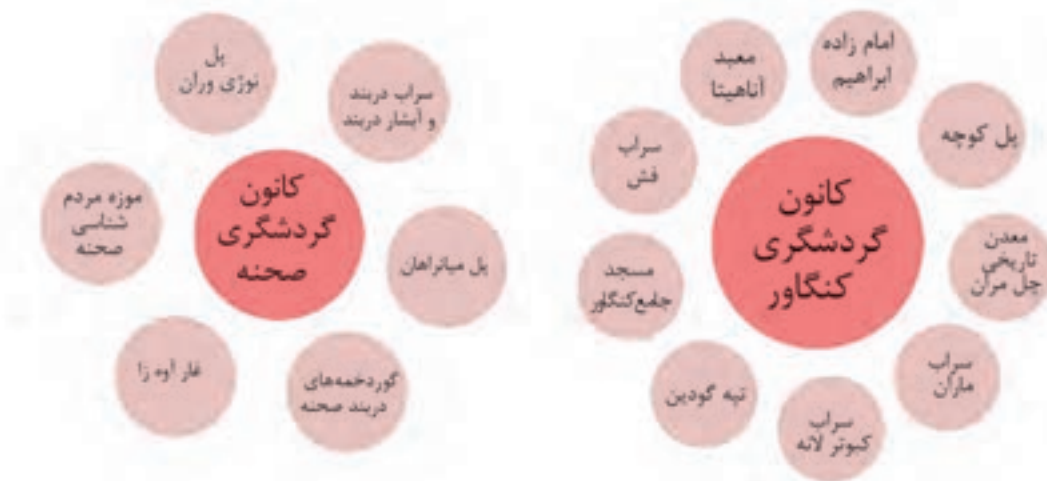 کانون
گردشگری
کنگاور
امام زاده
ابراهیم
پل کوچه
معدن
تاریخی
چل مران
سراب
ماران
سراب
کبوتر لانه
تپه گودین
مسجد
جامع کنگاور
سراب
فش
معبد
آناهیتا
کانون
گردشگری
صحنه
سراب دربند
و آبشار دربند
پل میانراهان
گوردخمه‌های
دربند صحنه
غار آوه زا
موزه مردم
شناسی
صحنه
پل
نوژی وران